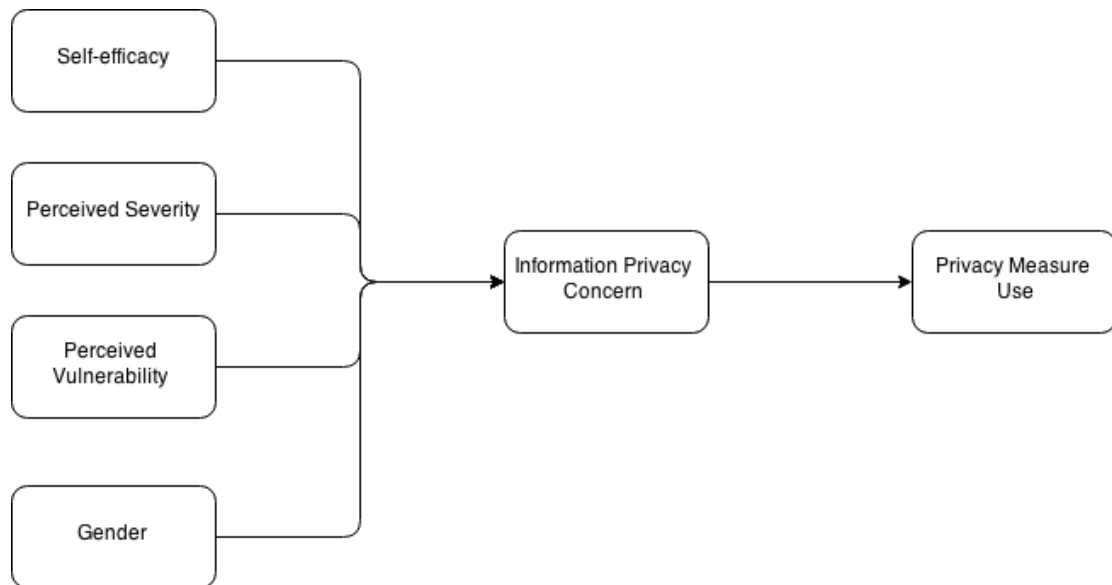 Self-efficacy
Perceived Severity
Perceived
Vulnerability
Gender
Information Privacy
Concern
Privacy Measure
Use